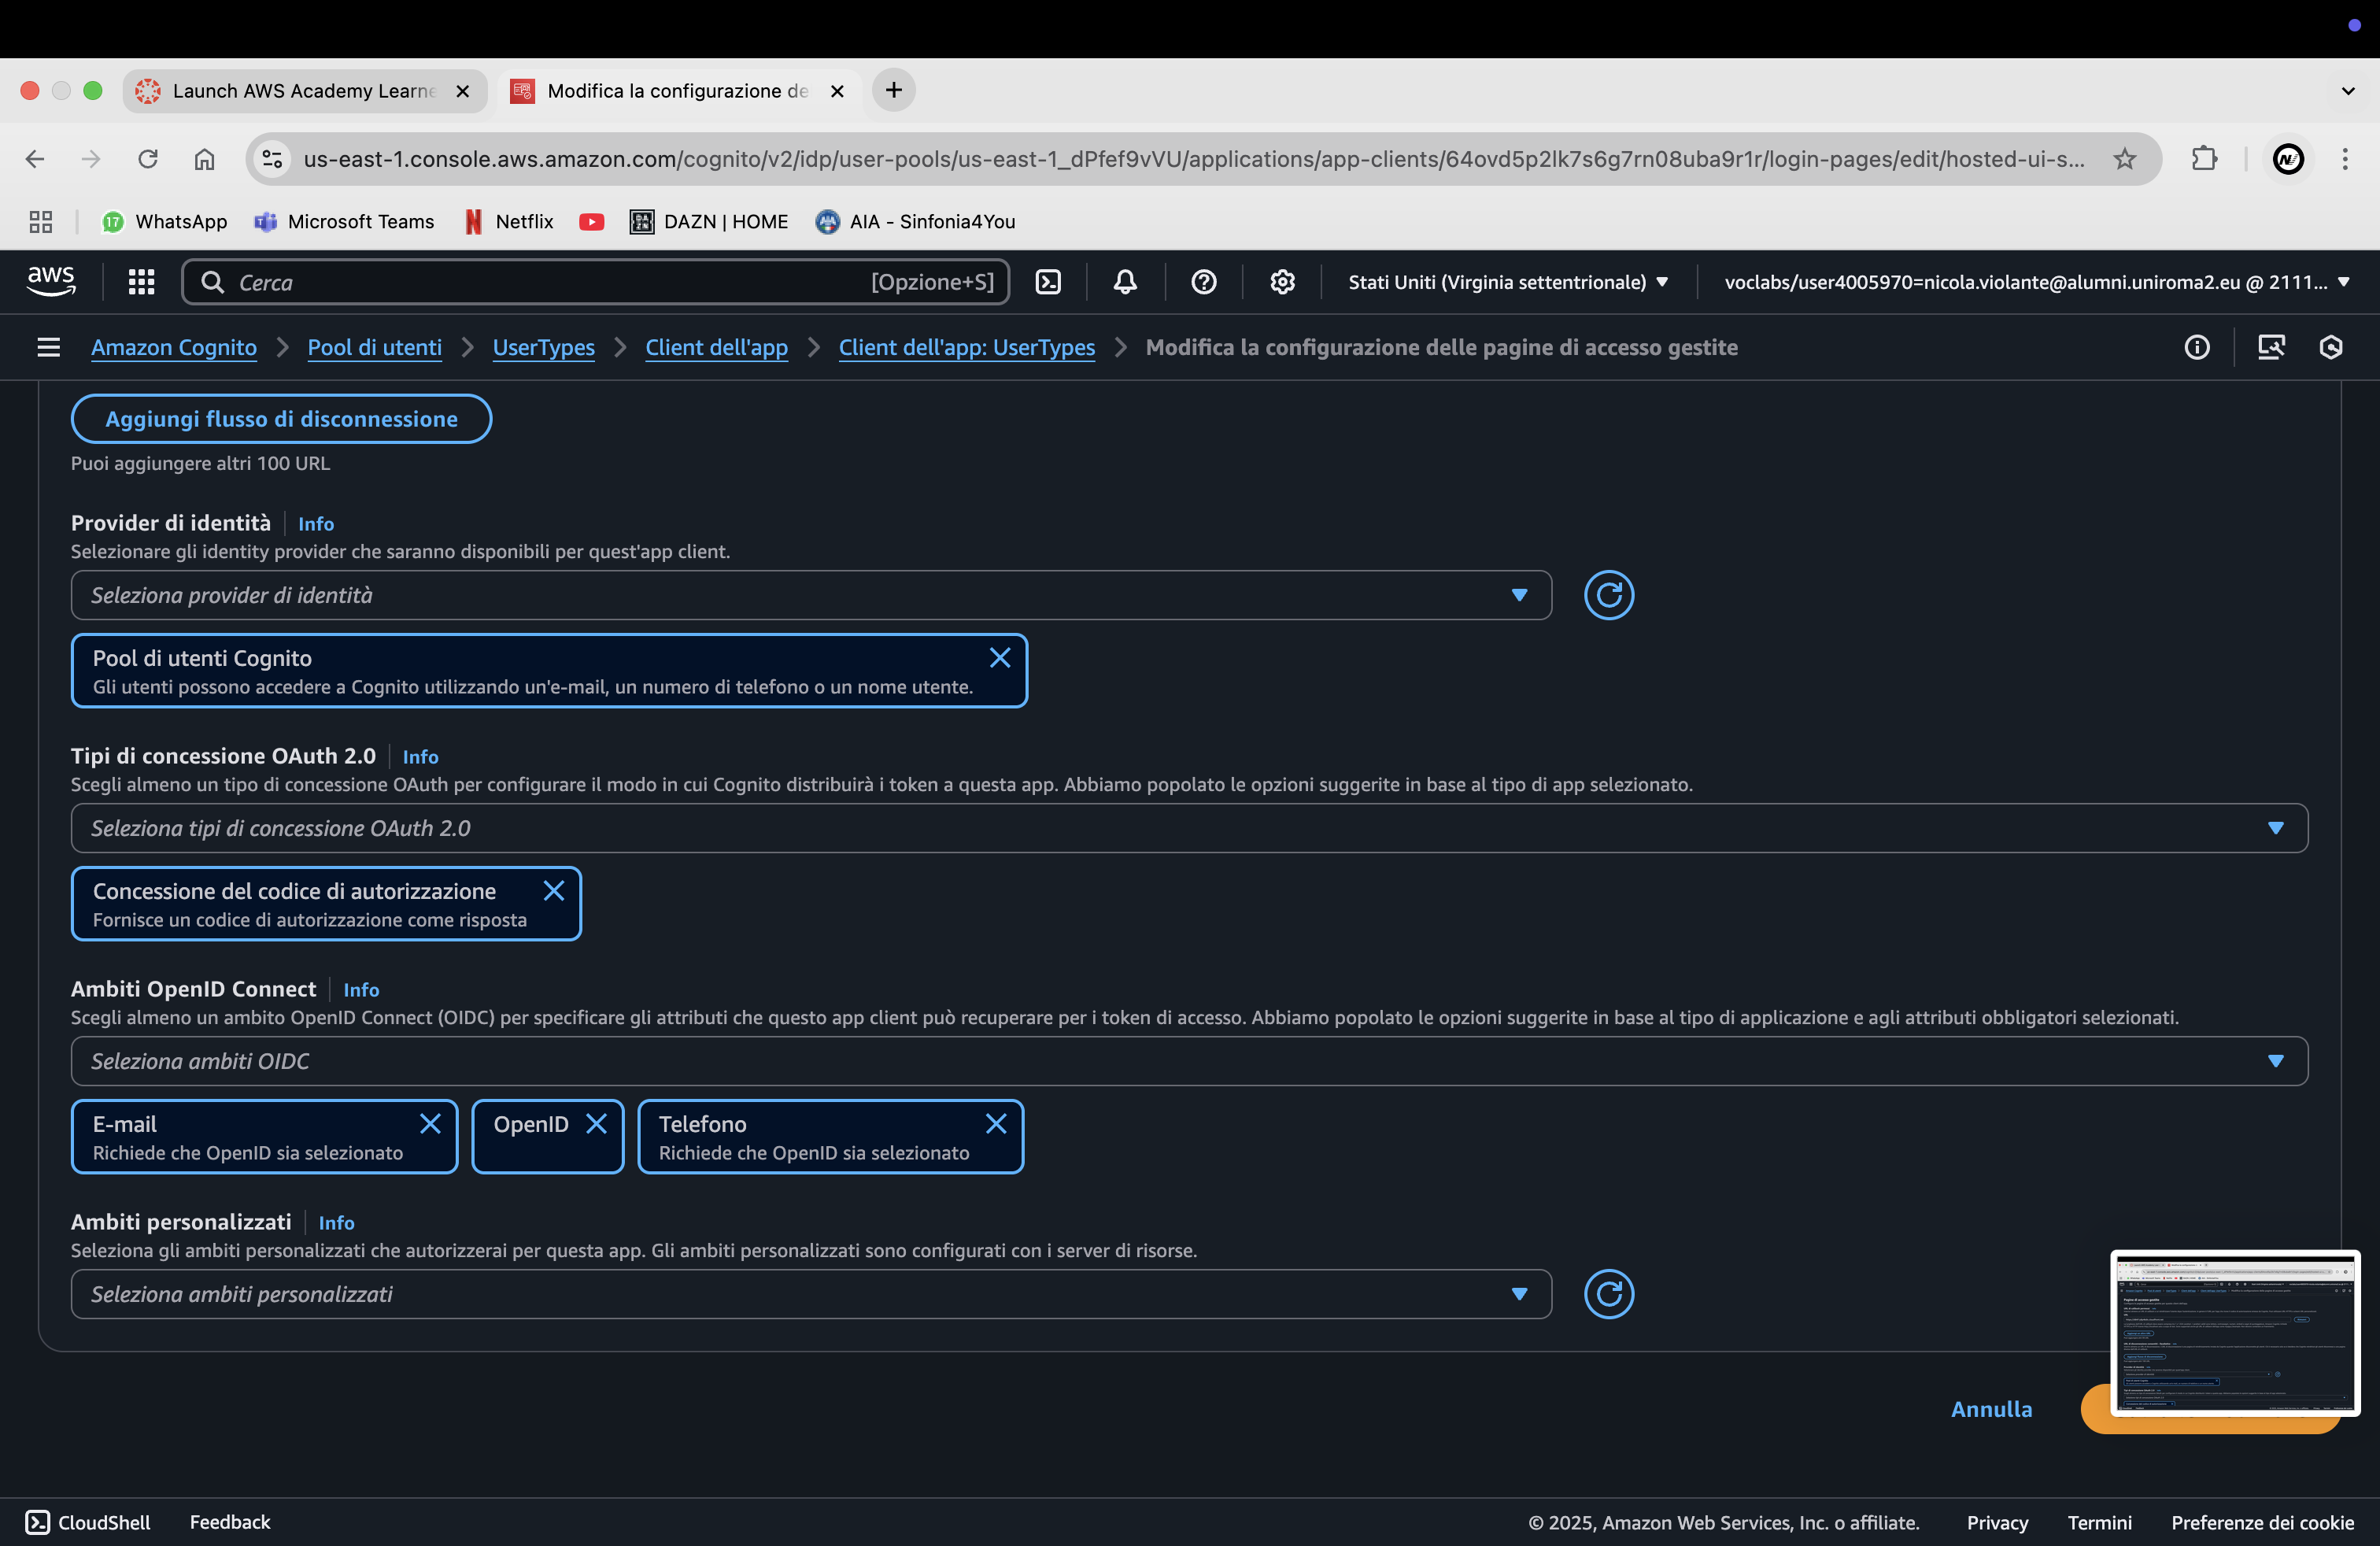 Launch AWS Academy Learne
Modifica la configurazione de
us-east-1.console.aws.amazon.com/cognito/v2/idp/user-pools/us-east-1_dPfef9vVU/applications/app-clients/64ovd5p2lk7s6g7rn08uba9r1r/login-pages/edit/hosted-ui-s...
17 WhatsApp Microsoft Teams Netflix DAZN | HOME AIA - Sinfonia4You
aws Cerca [Opzione+S] Stati Uniti (Virginia settentrionale) voclabs/user4005970=nicola.violante@alumni.uniroma2.eu @ 2111...
Amazon Cognito Pool di utenti UserTypes Client dell'app Client dell'app: UserTypes Modifica la configurazione delle pagine di accesso gestite
Aggiungi flusso di disconnessione
Puoi aggiungere altri 100 URL
Provider di identità Info
Selezionare gli identity provider che saranno disponibili per quest'app client.
Seleziona provider di identità
Pool di utenti Cognito
Gli utenti possono accedere a Cognito utilizzando un'e-mail, un numero di telefono o un nome utente.
Tipi di concessione OAuth 2.0 Info
Scegli almeno un tipo di concessione OAuth per configurare il modo in cui Cognito distribuirà i token a questa app. Abbiamo popolato le opzioni suggerite in base al tipo di app selezionato.
Seleziona tipi di concessione OAuth 2.0
Concessione del codice di autorizzazione
Fornisce un codice di autorizzazione come risposta
Ambiti OpenID Connect Info
Scegli almeno un ambito OpenID Connect (OIDC) per specificare gli attributi che questo app client può recuperare per i token di accesso. Abbiamo popolato le opzioni suggerite in base al tipo di applicazione e agli attributi obbligatori selezionati.
Seleziona ambiti OIDC
E-mail OpenID Telefono
Richiede che OpenID sia selezionato Richiede che OpenID sia selezionato
Ambiti personalizzati Info
Seleziona gli ambiti personalizzati che autorizzerai per questa app. Gli ambiti personalizzati sono configurati con i server di risorse.
Seleziona ambiti personalizzati
Annulla
CloudShell Feedback © 2025, Amazon Web Services, Inc. o affiliate. Privacy Termini Preferenze dei cookie